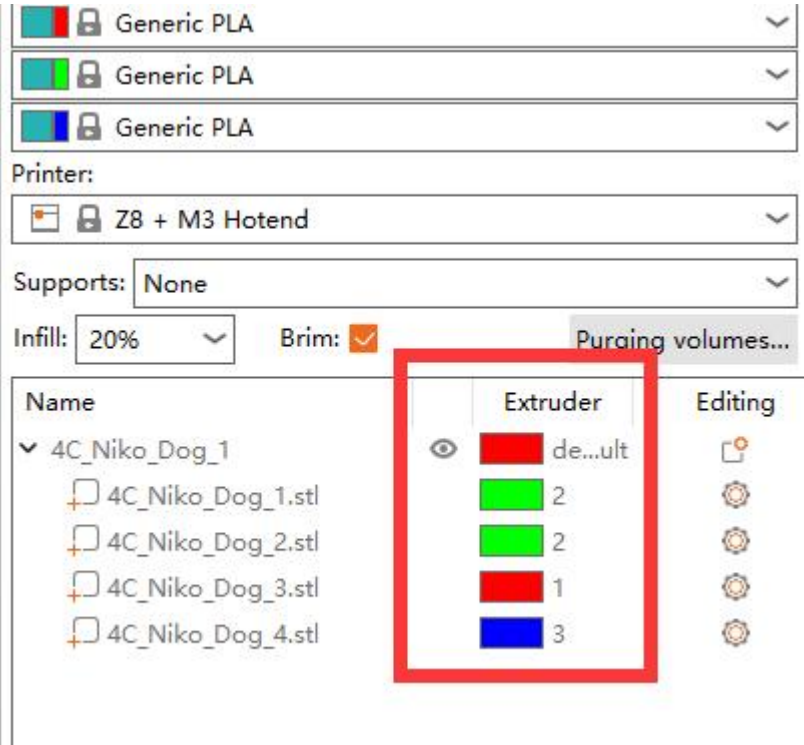 Generic PLA
Generic PLA
Generic PLA
Printer:
Z8 + M3 Hotend
Supports: None
Infill: 20% Brim: Purging volumes...
Name Extruder Editing
4C_Niko_Dog_1 de...ult
4C_Niko_Dog_1.stl 2
4C_Niko_Dog_2.stl 2
4C_Niko_Dog_3.stl 1
4C_Niko_Dog_4.stl 3